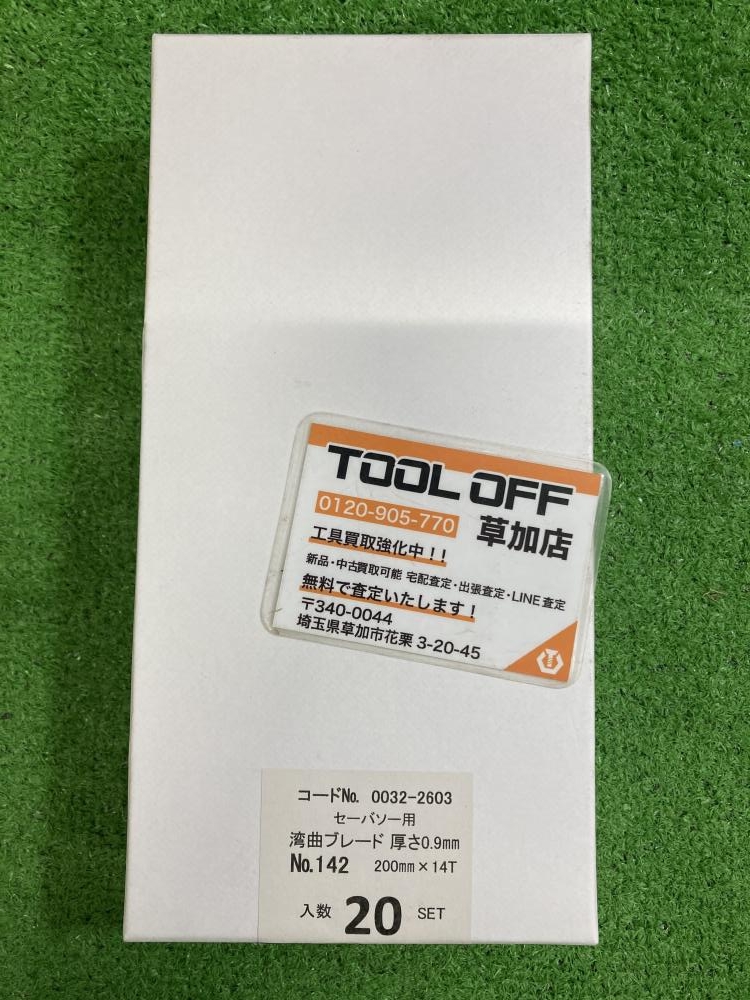 TOOL OFF
0120-905-770
草加店
工具買取強化中！！
新品・中古買取可能 宅配査定・出張査定・LINE査定
無料で査定いたします！
〒340-0044
埼玉県草加市花栗 3-20-45
コードNo. 0032-2603
セーバソー用
湾曲ブレード 厚さ0.9mm
No.142 200mm×14T
入数 20 SET